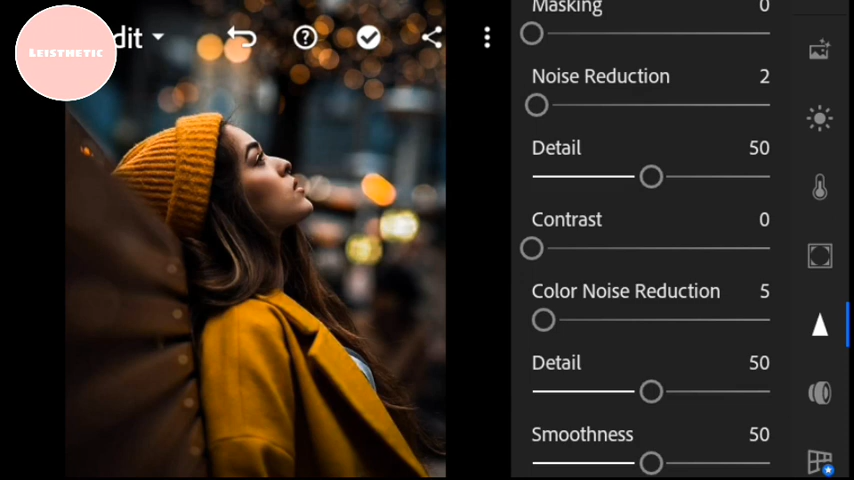 LEISTHETIC
dit
Masking 0
Noise Reduction 2
Detail 50
Contrast 0
Color Noise Reduction 5
Detail 50
Smoothness 50